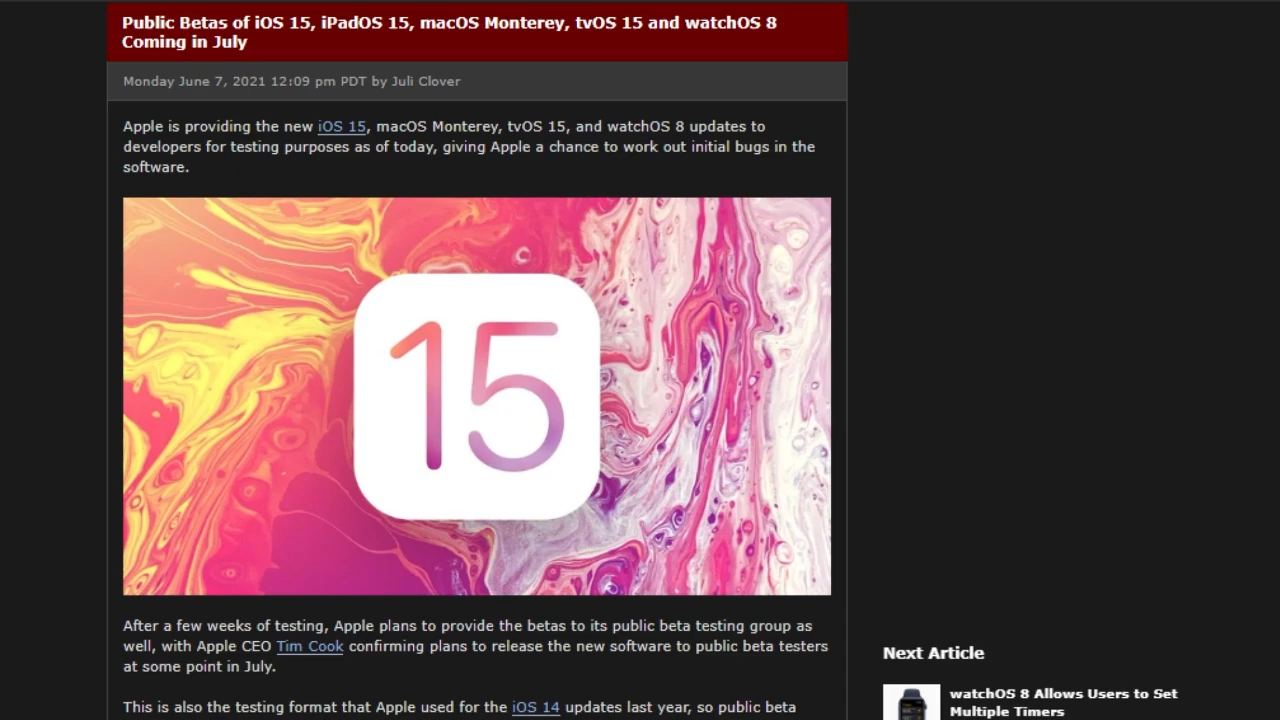 Public Betas of iOS 15, iPadOS 15, macOS Monterey, tvOS 15 and watchOS 8
Coming in July
Monday June 7, 2021 12:09 pm PDT by Juli Clover
Apple is providing the new iOS 15, macOS Monterey, tvOS 15, and watchOS 8 updates to
developers for testing purposes as of today, giving Apple a chance to work out initial bugs in the
software.
15
After a few weeks of testing, Apple plans to provide the betas to its public beta testing group as
well, with Apple CEO Tim Cook confirming plans to release the new software to public beta testers
at some point in July.
This is also the testing format that Apple used for the iOS 14 updates last year, so public beta
Next Article
watchOS 8 Allows Users to Set
Multiple Timers